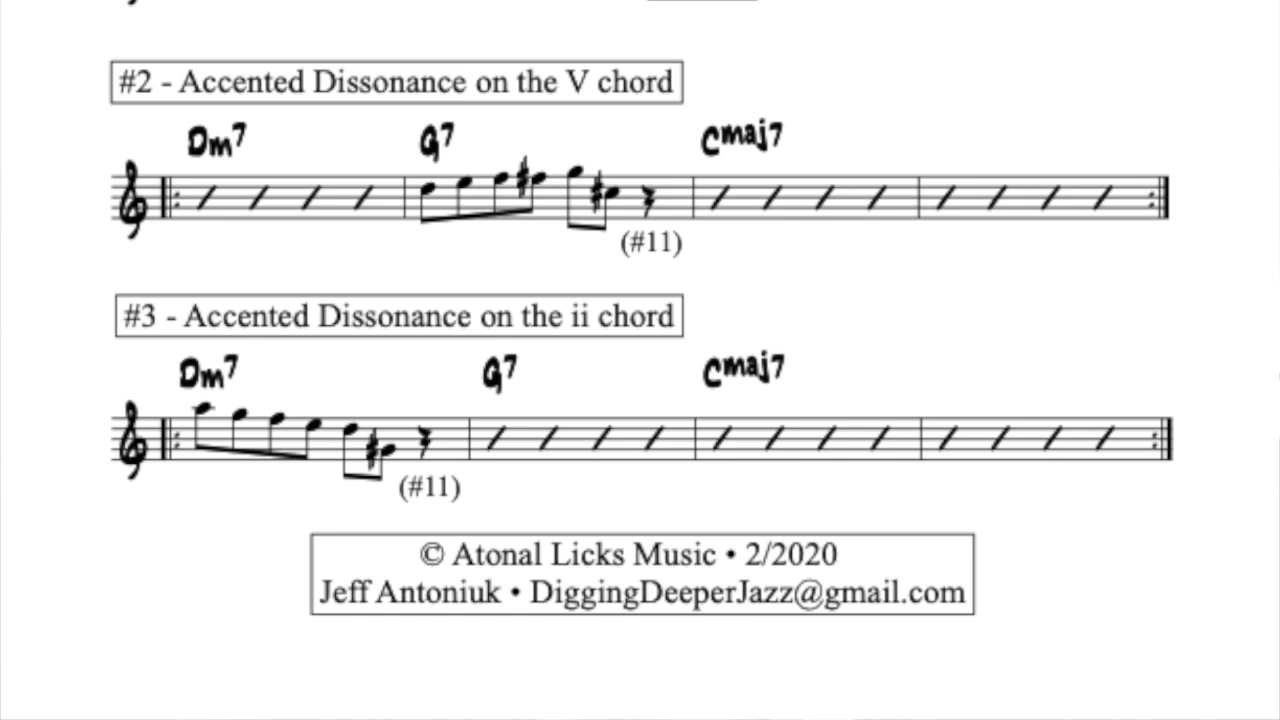 #2 - Accented Dissonance on the V chord
Dm7 G7 Cmaj7
(#11)
#3 - Accented Dissonance on the ii chord
Dm7 G7 Cmaj7
(#11)
© Atonal Licks Music • 2/2020
Jeff Antoniuk • DiggingDeeperJazz@gmail.com